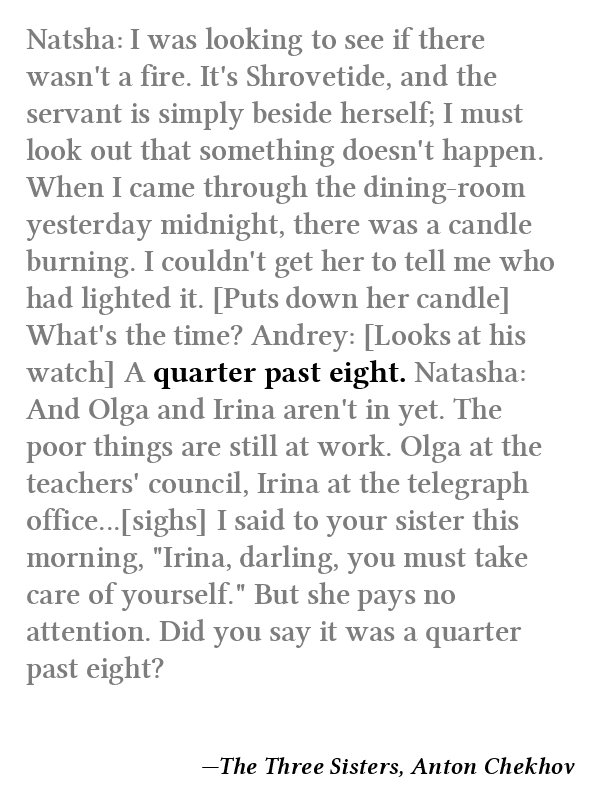 Natsha: I was looking to see if there
wasn't a fire. It's Shrovetide, and the
servant is simply beside herself; I must
look out that something doesn't happen.
When I came through the dining-room
yesterday midnight, there was a candle
burning. I couldn't get her to tell me who
had lighted it. [Puts down her candle]
What's the time? Andrey: [Looks at his
watch] A quarter past eight. Natasha:
And Olga and Irina aren't in yet. The
poor things are still at work. Olga at the
teachers' council, Irina at the telegraph
office...[sighs] I said to your sister this
morning, "Irina, darling, you must take
care of yourself." But she pays no
attention. Did you say it was a quarter
past eight?
—The Three Sisters, Anton Chekhov